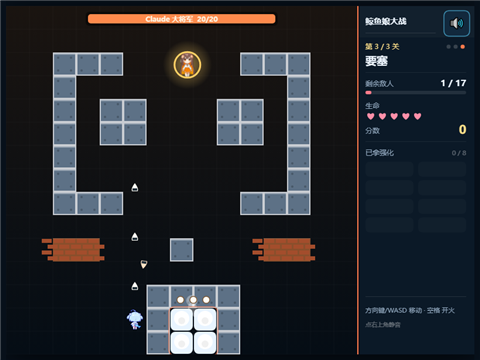 Claude 大将军 20/20
鲸鱼娘大战
第 3 / 3 关
要塞
剩余敌人 1 / 17
生命
分数 0
已拿强化 0 / 8
方向键/WASD 移动 · 空格 开火
点右上角静音